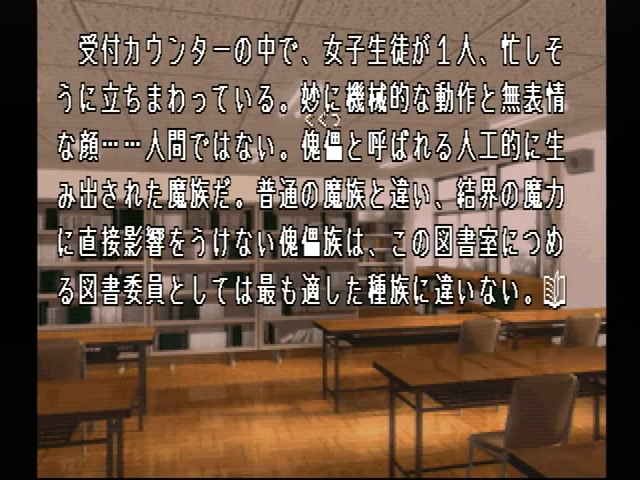 受付カウンターの中で、女子生徒が１人、忙しそ
うに立ちまわっている。妙に機械的な動作と無表情
くぐつ
な顔……人間ではない。傀儡と呼ばれる人工的に生
み出された魔族だ。普通の魔族と違い、結界の魔力
に直接影響をうけない傀儡族は、この図書室につめ
る図書委員としては最も適した種族に違いない。